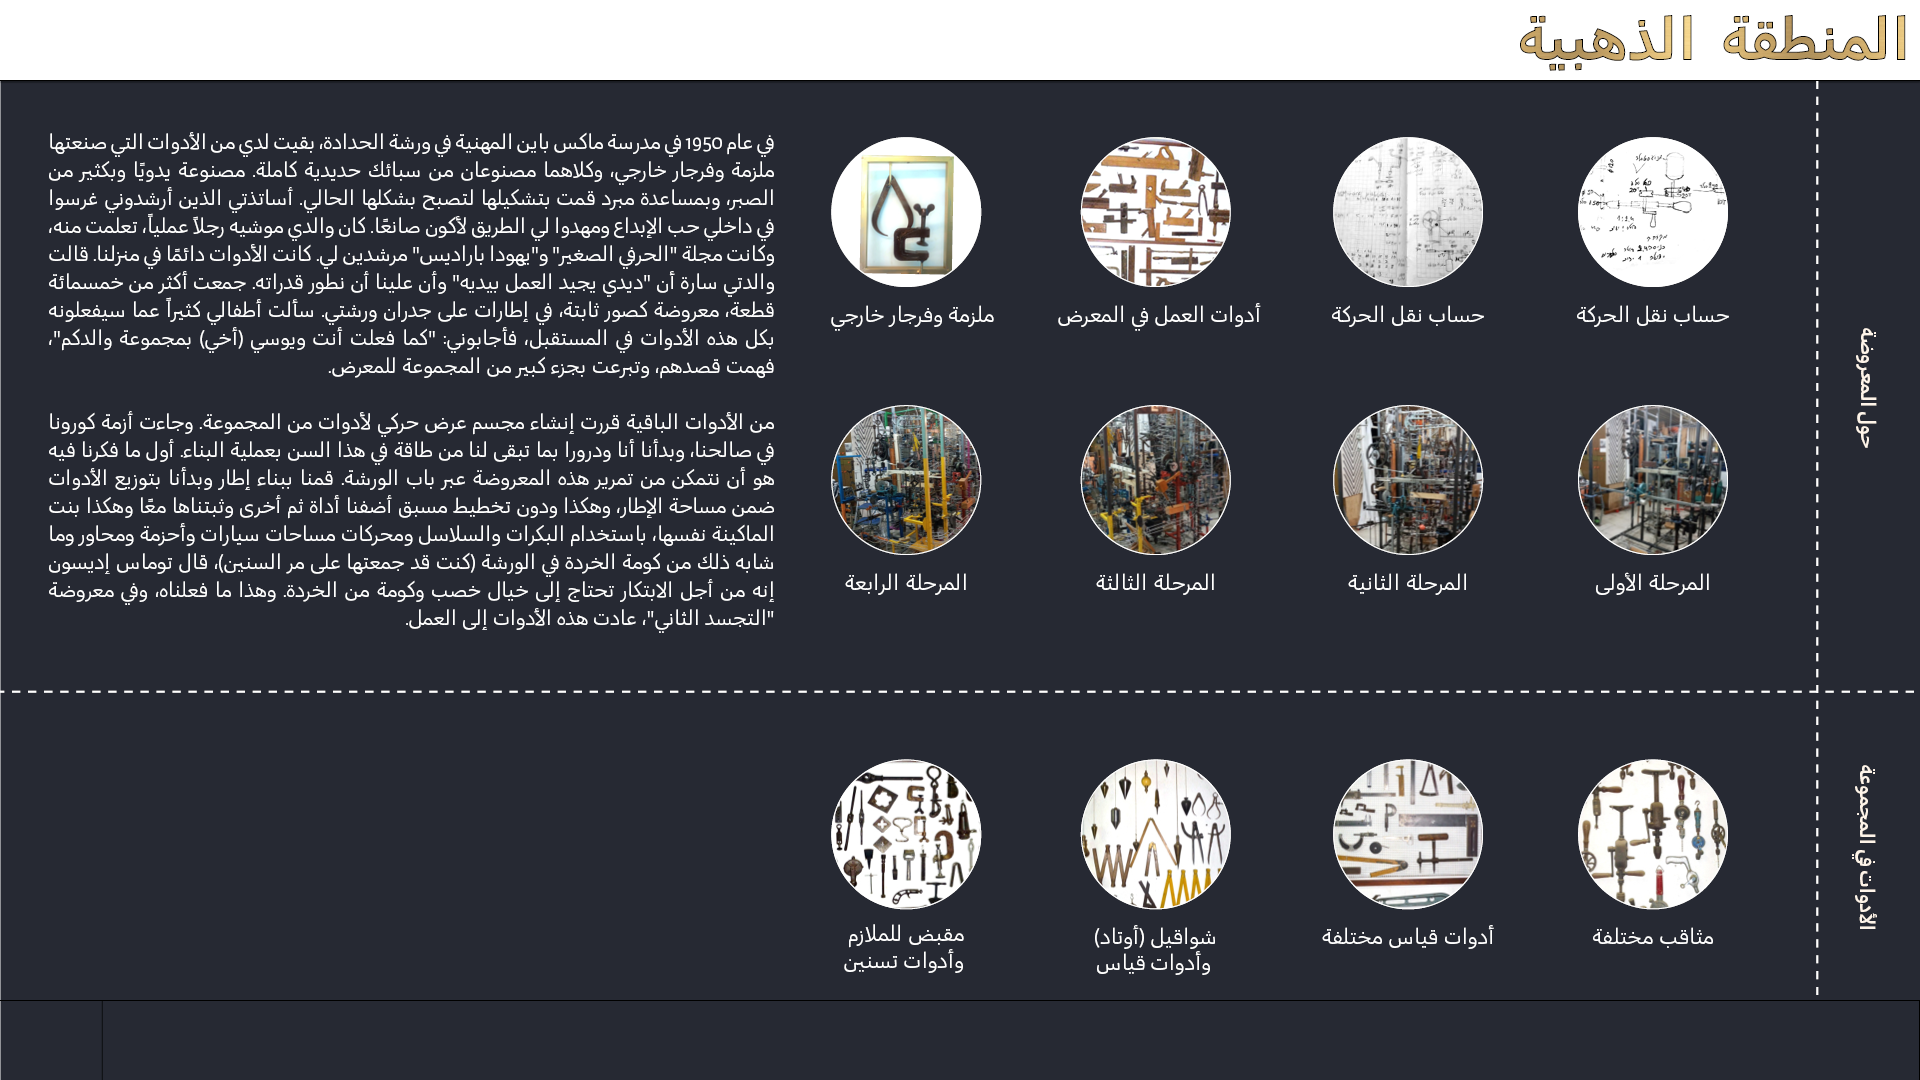 المنطقة الذهبية
حول المعروضة
حساب نقل الحركة
حساب نقل الحركة
أدوات العمل في المعرض
ملزمة وفرجار خارجي
المرحلة الأولى
المرحلة الثانية
المرحلة الثالثة
المرحلة الرابعة
في عام 1950 في مدرسة ماكس باين المهنية في ورشة الحدادة، بقيت لدي من الأدوات التي صنعتها
ملزمة وفرجار خارجي، وكلاهما مصنوعان من سبائك حديدية كاملة. مصنوعة يدويًا وبكثير من
الصبر، وبمساعدة مبرد قمت بتشكيلها لتصبح بشكلها الحالي. أساتذتي الذين أرشدوني غرسوا
في داخلي حب الإبداع ومهدوا لي الطريق لأكون صانعًا. كان والدي موشيه رجلاً عملياً، تعلمت منه،
وكانت مجلة "الحرفي الصغير" و"يهودا باراديس" مرشدين لي. كانت الأدوات دائمًا في منزلنا. قالت
والدتي سارة أن "ديدي يجيد العمل بيديه" وأن علينا أن نطور قدراته. جمعت أكثر من خمسمائة
قطعة، معروضة كصور ثابتة، في إطارات على جدران ورشتي. سألت أطفالي كثيراً عما سيفعلونه
بكل هذه الأدوات في المستقبل، فأجابوني: "كما فعلت أنت ويوسي (أخي) بمجموعة والدكم"،
فهمت قصدهم، وتبرعت بجزء كبير من المجموعة للمعرض.
من الأدوات الباقية قررت إنشاء مجسم عرض حركي لأدوات من المجموعة. وجاءت أزمة كورونا
في صالحنا، وبدأنا أنا ودرورا بما تبقى لنا من طاقة في هذا السن بعملية البناء. أول ما فكرنا فيه
هو أن نتمكن من تمرير هذه المعروضة عبر باب الورشة. قمنا ببناء إطار وبدأنا بتوزيع الأدوات
ضمن مساحة الإطار، وهكذا ودون تخطيط مسبق أضفنا أداة ثم أخرى وثبتناها معًا وهكذا بنت
الماكينة نفسها، باستخدام البكرات والسلاسل ومحركات مساحات سيارات وأحزمة ومحاور وما
شابه ذلك من كومة الخردة في الورشة (كنت قد جمعتها على مر السنين)، قال توماس إديسون
إنه من أجل الابتكار تحتاج إلى خيال خصب وكومة من الخردة. وهذا ما فعلناه، وفي معروضة
"التجسد الثاني"، عادت هذه الأدوات إلى العمل.
الأدوات في المجموعة
مثاقب مختلفة
أدوات قياس مختلفة
شواقيل (أوتاد)
وأدوات قياس
مقبض للملازم
وأدوات تسنين